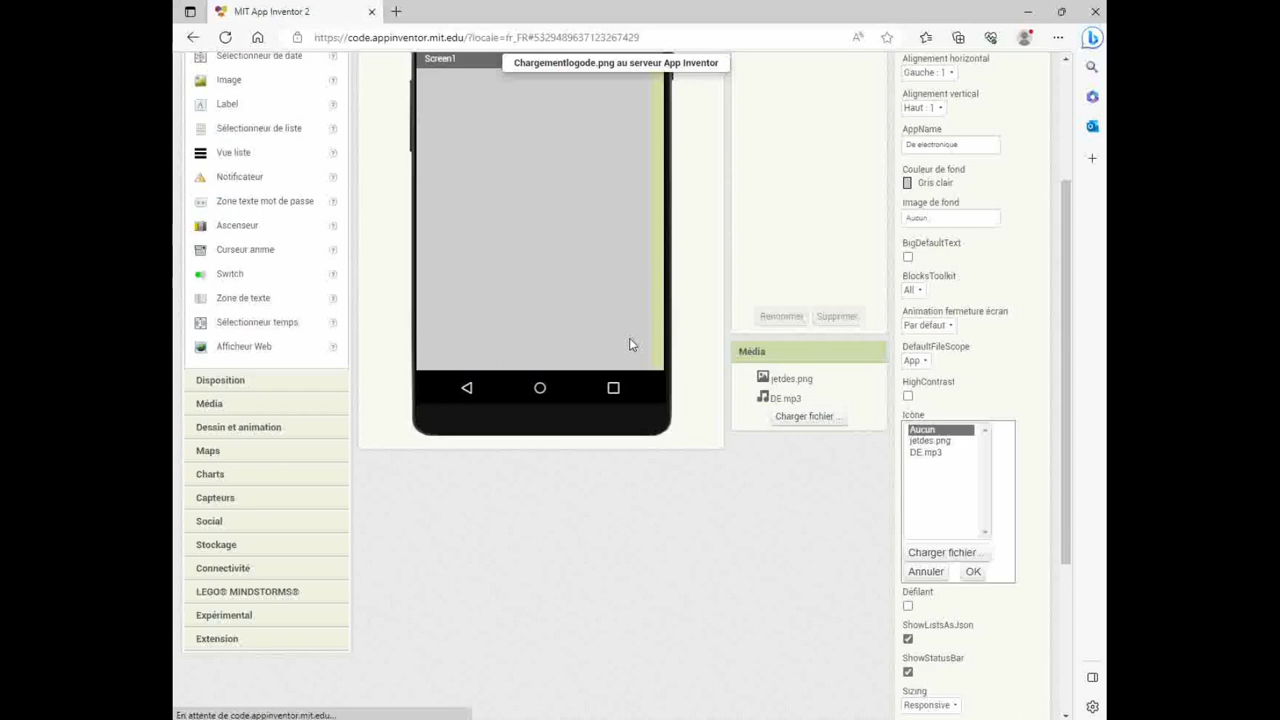 MIT App Inventor 2
https://code.appinventor.mit.edu/?locale=fr_FR#5329489637123267429
Sélectionneur de date
Image
Label
Sélectionneur de liste
Vue liste
Notificateur
Zone texte mot de passe
Ascenseur
Curseur anime
Switch
Zone de texte
Sélectionneur temps
Afficheur Web
Disposition
Média
Dessin et animation
Maps
Charts
Capteurs
Social
Stockage
Connectivité
LEGO® MINDSTORMS®
Expérimental
Extension
En attente de code.appinventor.mit.edu...
Screen1
Chargementlogode.png au serveur App Inventor
Renommer Supprimer
Média
jetdes.png
DE.mp3
Charger fichier ...
Alignement horizontal
Gauche : 1
Alignement vertical
Haut : 1
AppName
De electronique
Couleur de fond
Gris clair
Image de fond
Aucun
BigDefaultText
BlocksToolkit
All
Animation fermeture écran
Par défaut
DefaultFileScope
App
HighContrast
Icône
Aucun
jetdes.png
DE.mp3
Charger fichier ...
Annuler OK
Défilant
ShowListsAsJson
ShowStatusBar
Sizing
Responsive